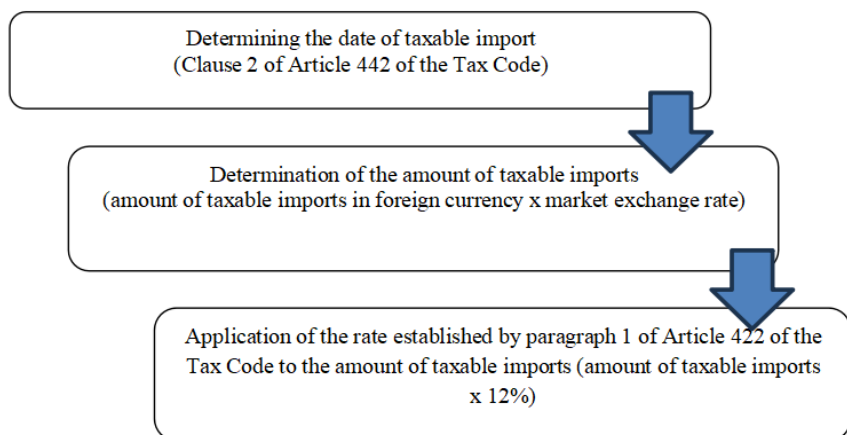 Determining the date of taxable import
(Clause 2 of Article 442 of the Tax Code)
Determination of the amount of taxable imports
(amount of taxable imports in foreign currency x market exchange rate)
Application of the rate established by paragraph 1 of Article 422 of the
Tax Code to the amount of taxable imports (amount of taxable imports
x 12%)